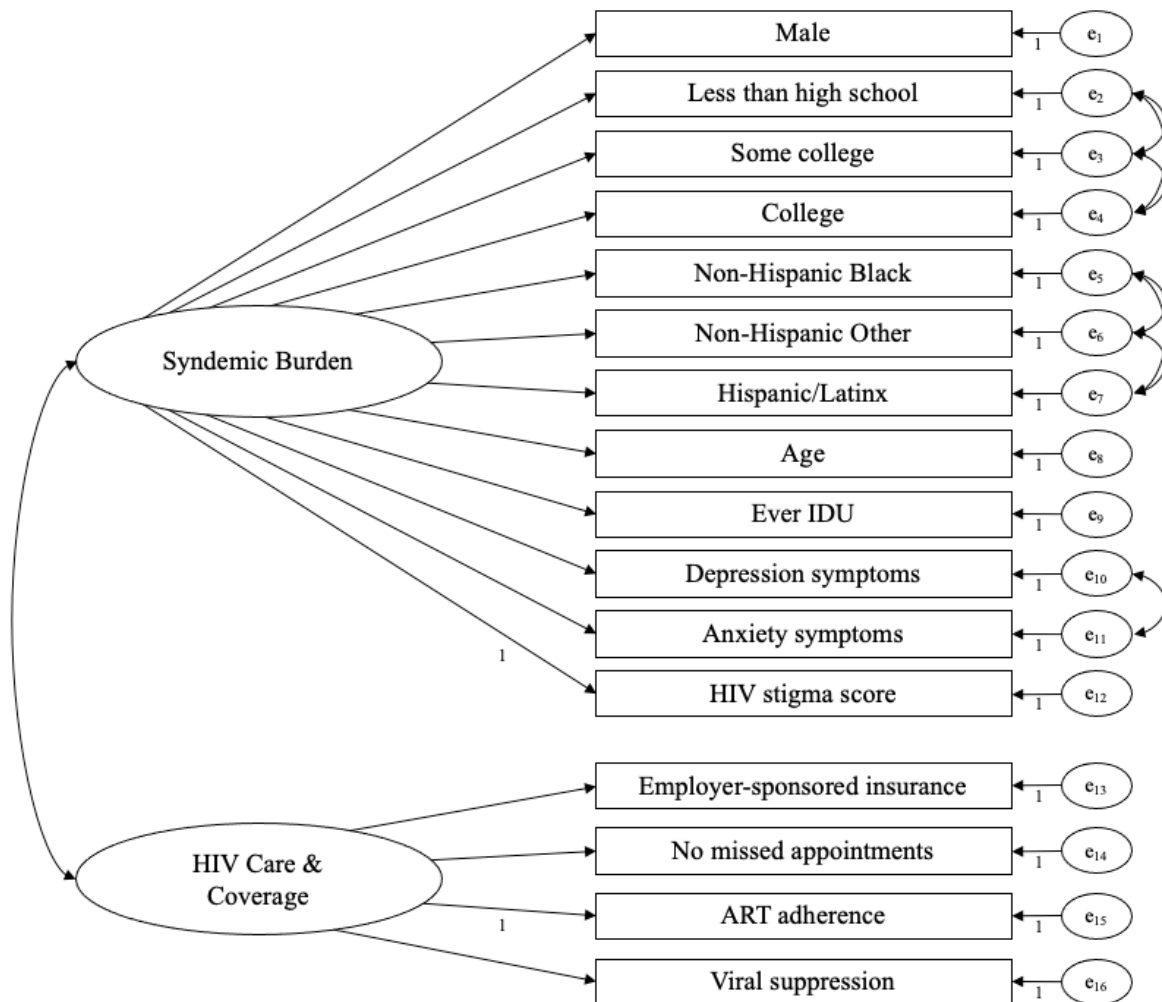 Male
1
e₁
Less than high school
1
e₂
Some college
1
e₃
College
1
e₄
Non-Hispanic Black
1
e₅
Non-Hispanic Other
1
e₆
Syndemic Burden
Hispanic/Latinx
1
e₇
Age
1
e₈
Ever IDU
1
e₉
Depression symptoms
1
e₁₀
Anxiety symptoms
1
e₁₁
1
HIV stigma score
1
e₁₂
Employer-sponsored insurance
1
e₁₃
No missed appointments
1
e₁₄
HIV Care &
Coverage
1
ART adherence
1
e₁₅
Viral suppression
1
e₁₆